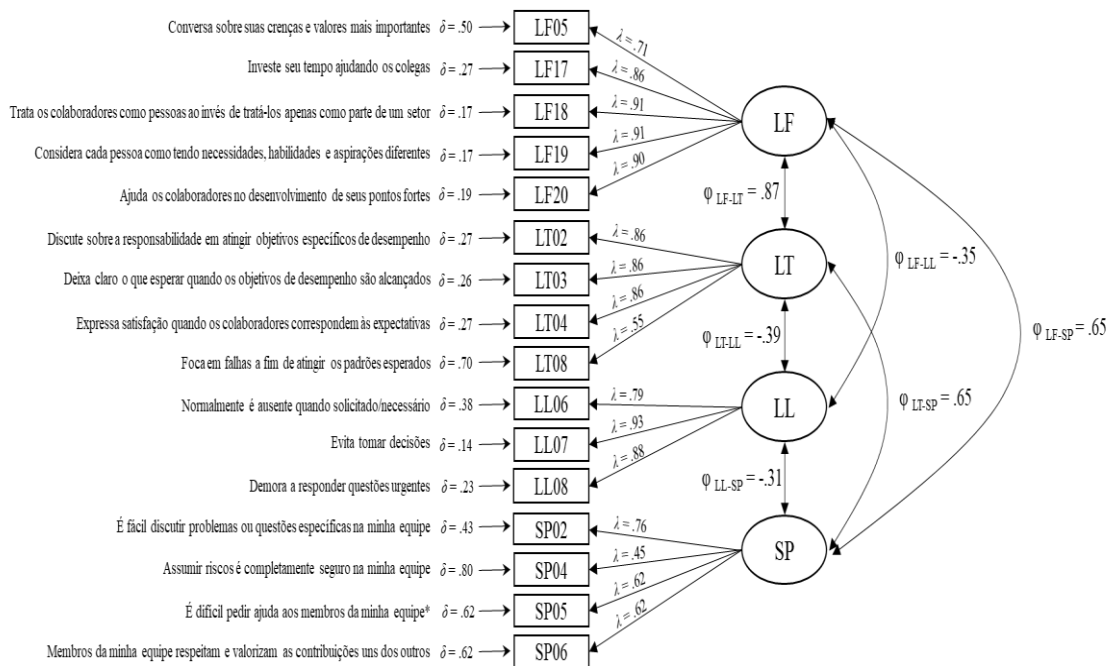 Conversa sobre suas crenças e valores mais importantes δ = .50 LF05 λ = .71
Investe seu tempo ajudando os colegas δ = .27 LF17 λ = .86
Trata os colaboradores como pessoas ao invés de tratá-los apenas como parte de um setor δ = .17 LF18 λ = .91
LF
Considera cada pessoa como tendo necessidades, habilidades e aspirações diferentes δ = .17 LF19 λ = .91
Ajuda os colaboradores no desenvolvimento de seus pontos fortes δ = .19 LF20 λ = .90
φ LF-LT = .87
Discute sobre a responsabilidade em atingir objetivos específicos de desempenho δ = .27 LT02 λ = .86
φ LF-LL = -.35
LT
Deixa claro o que esperar quando os objetivos de desempenho são alcançados δ = .26 LT03 λ = .86
Expressa satisfação quando os colaboradores correspondem às expectativas δ = .27 LT04 λ = .86
φ LF-SP = .65
φ LT-LL = -.39
Foca em falhas a fim de atingir os padrões esperados δ = .70 LT08 λ = .55
φ LT-SP = .65
Normalmente é ausente quando solicitado/necessário δ = .38 LL06 λ = .79
LL
Evita tomar decisões δ = .14 LL07 λ = .93
Demora a responder questões urgentes δ = .23 LL08 λ = .88
φ LL-SP = -.31
É fácil discutir problemas ou questões específicas na minha equipe δ = .43 SP02 λ = .76
SP
Assumir riscos é completamente seguro na minha equipe δ = .80 SP04 λ = .45
É difícil pedir ajuda aos membros da minha equipe* δ = .62 SP05 λ = .62
Membros da minha equipe respeitam e valorizam as contribuições uns dos outros δ = .62 SP06 λ = .62